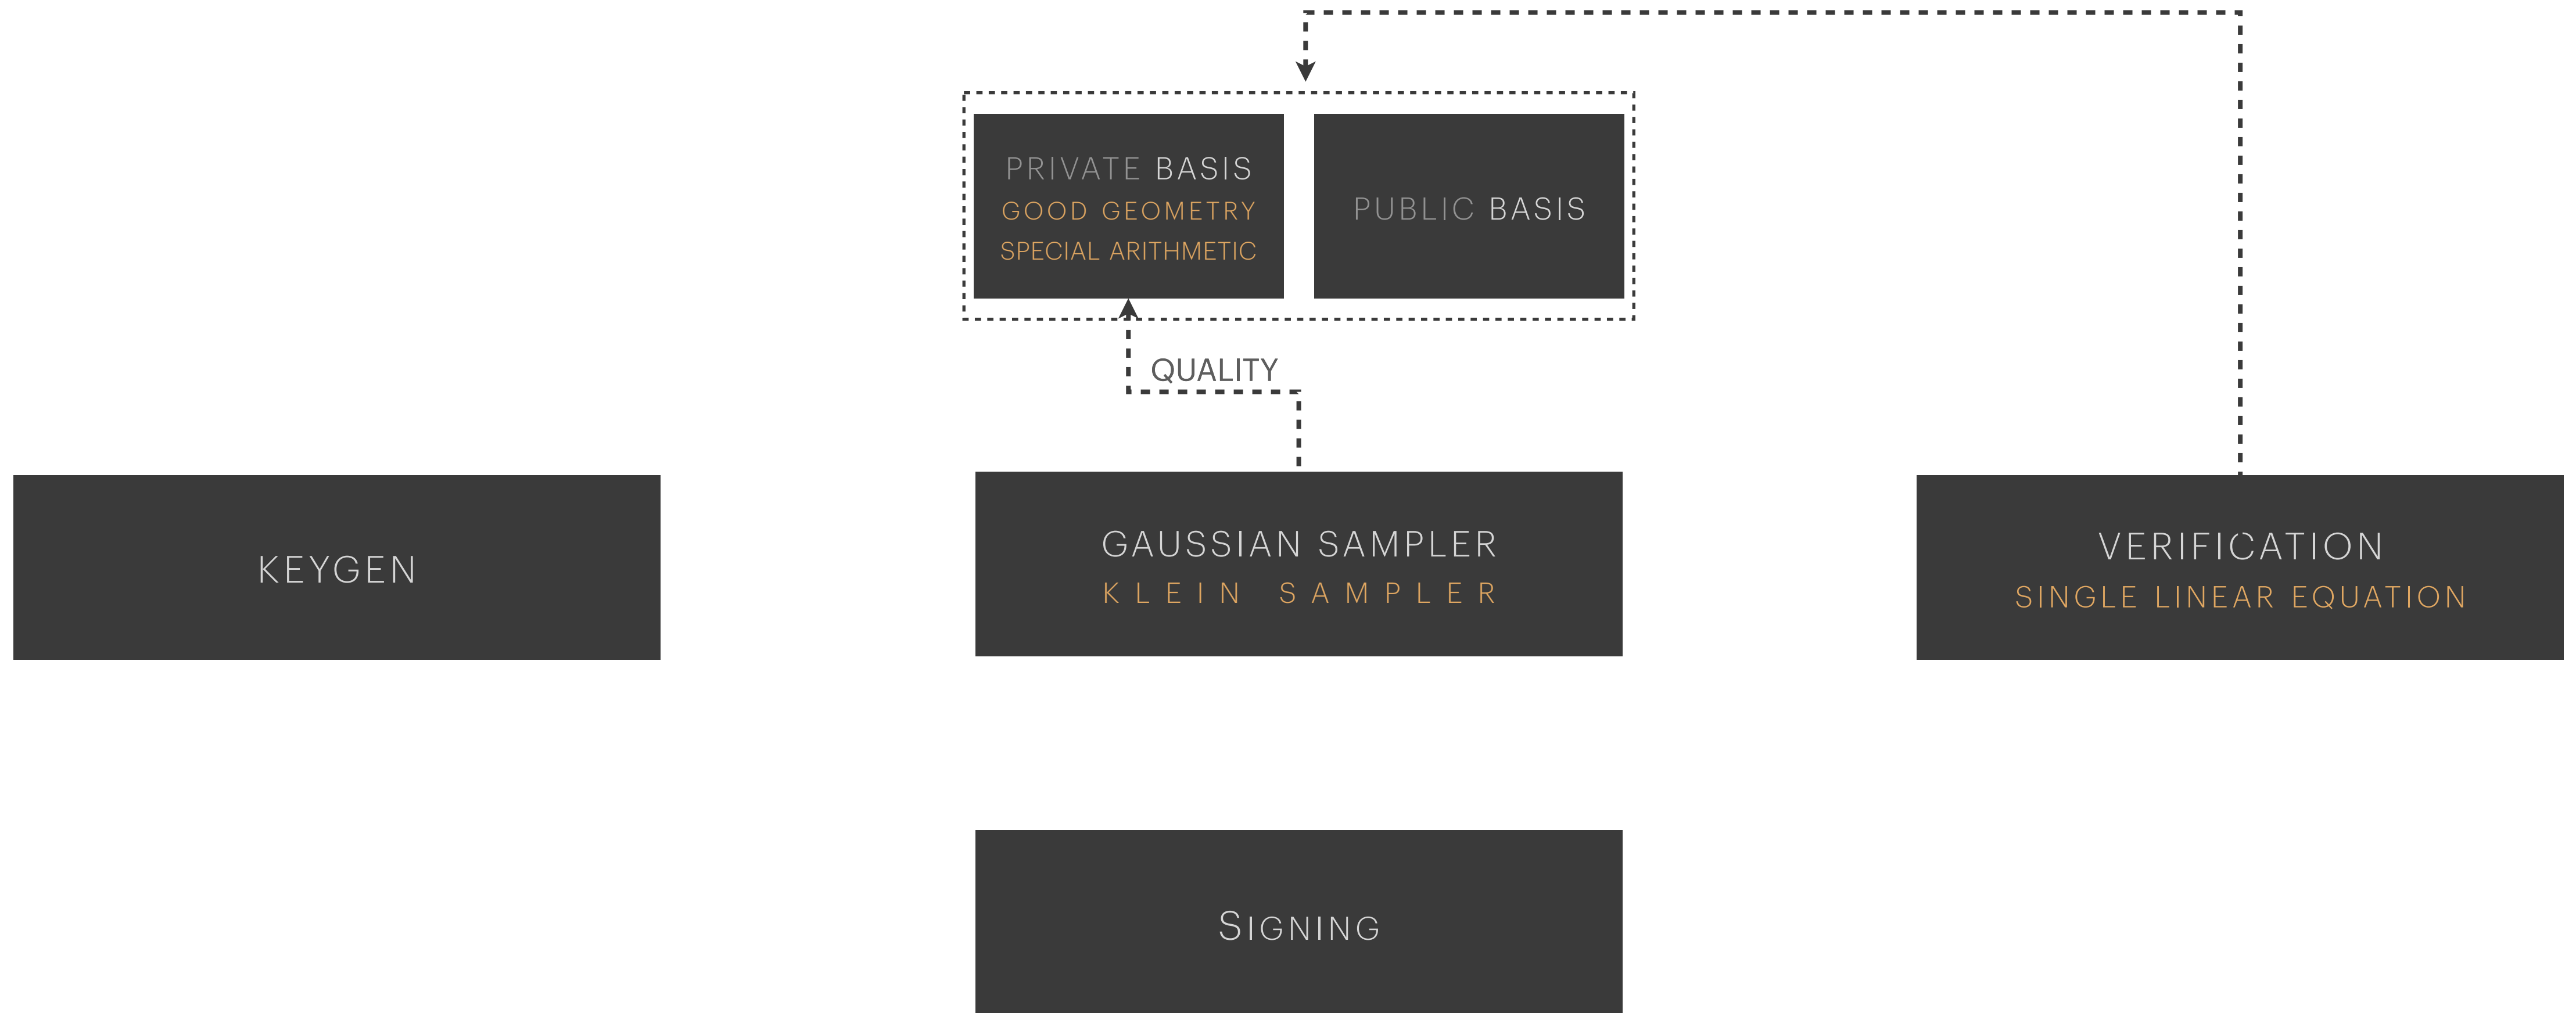 PRIVATE BASIS
GOOD GEOMETRY
SPECIAL ARITHMETIC
PUBLIC BASIS
QUALITY
KEYGEN
GAUSSIAN SAMPLER
KLEIN SAMPLER
VERIFICATION
SINGLE LINEAR EQUATION
SIGNING